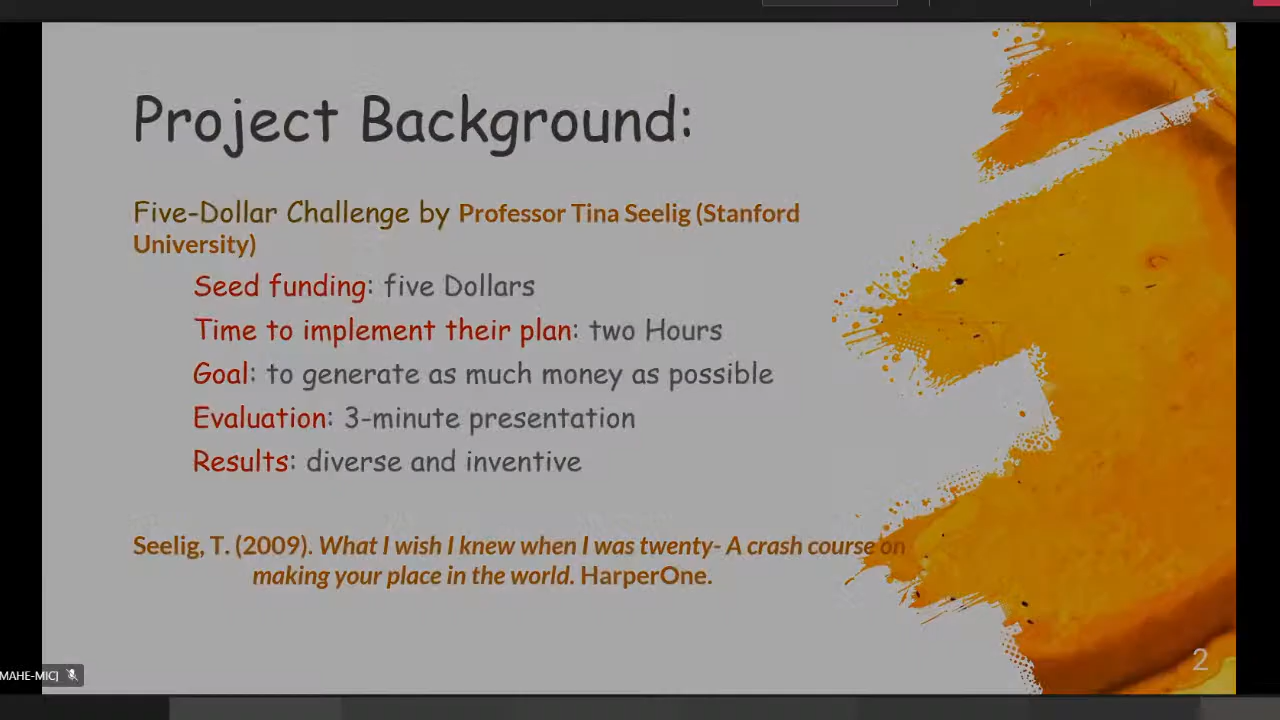 Project Background:
Five-Dollar Challenge by Professor Tina Seelig (Stanford
University)
Seed funding: five Dollars
Time to implement their plan: two Hours
Goal: to generate as much money as possible
Evaluation: 3-minute presentation
Results: diverse and inventive
Seelig, T. (2009). What I wish I knew when I was twenty- A crash course on
making your place in the world. HarperOne.
2
MAHE-MICJ